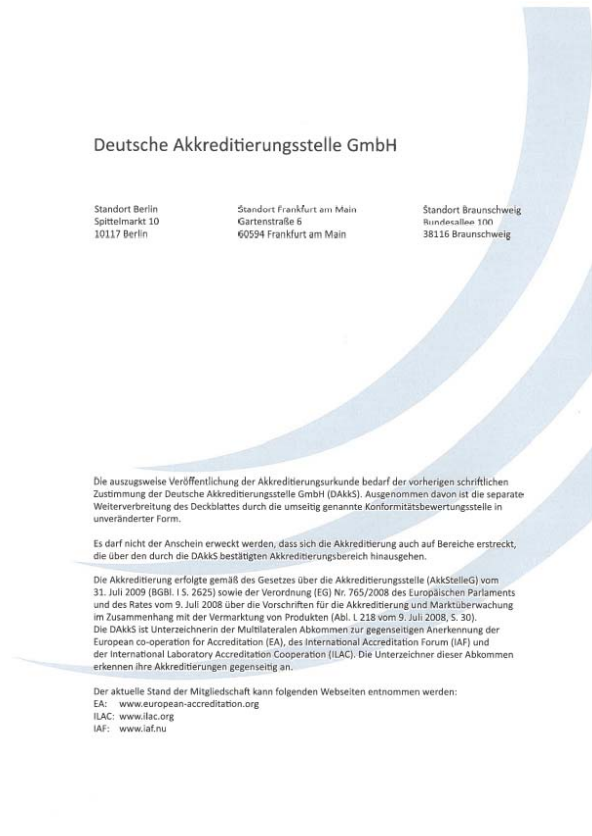 Deutsche Akkreditierungsstelle GmbH
Standort Berlin
Spittelmarkt 10
10117 Berlin
Standort Frankfurt am Main
Gartenstraße 6
60594 Frankfurt am Main
Standort Braunschweig
Bundesallee 100
38116 Braunschweig
Die auszugsweise Veröffentlichung der Akkreditierungsurkunde bedarf der vorherigen schriftlichen
Zustimmung der Deutsche Akkreditierungsstelle GmbH (DAkkS). Ausgenommen davon ist die separate
Weiterverbreitung des Deckblattes durch die umseitig genannte Konformitätsbewertungsstelle in
unveränderter Form.
Es darf nicht der Anschein erweckt werden, dass sich die Akkreditierung auch auf Bereiche erstreckt,
die über den durch die DAkkS bestätigten Akkreditierungsbereich hinausgehen.
Die Akkreditierung erfolgte gemäß des Gesetzes über die Akkreditierungsstelle (AkkStelleG) vom
31. Juli 2009 (BGBl. I S. 2625) sowie der Verordnung (EG) Nr. 765/2008 des Europäischen Parlaments
und des Rates vom 9. Juli 2008 über die Vorschriften für die Akkreditierung und Marktüberwachung
im Zusammenhang mit der Vermarktung von Produkten (Abl. L 218 vom 9. Juli 2008, S. 30).
Die DAkkS ist Unterzeichnerin der Multilateralen Abkommen zur gegenseitigen Anerkennung der
European co-operation for Accreditation (EA), des International Accreditation Forum (IAF) und
der International Laboratory Accreditation Cooperation (ILAC). Die Unterzeichner dieser Abkommen
erkennen ihre Akkreditierungen gegenseitig an.
Der aktuelle Stand der Mitgliedschaft kann folgenden Webseiten entnommen werden:
EA: www.european-accreditation.org
ILAC: www.ilac.org
IAF: www.iaf.nu